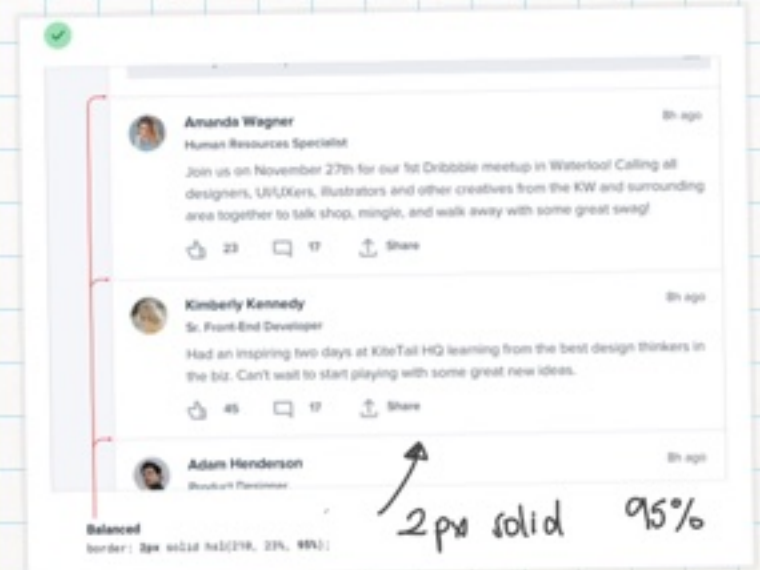 Amanda Wagner
8h ago
Human Resources Specialist
Join us on November 27th for our 1st Dribbble meetup in Waterloo! Calling all
designers, UI/UXers, illustrators and other creatives from the KW and surrounding
area together to talk shop, mingle, and walk away with some great swag!
23 17 Share
Kimberly Kennedy
8h ago
Sr. Front-End Developer
Had an inspiring two days at KiteTail HQ learning from the best design thinkers in
the biz. Can't wait to start playing with some great new ideas.
45 17 Share
Adam Henderson
8h ago
Product Designer
2px solid 95%
Balanced
border: 2px solid hsl(210, 23%, 95%);